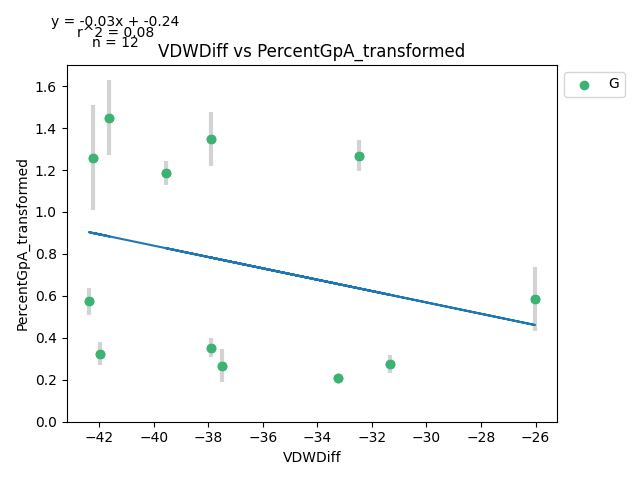 y = -0.03x + -0.24
r^2 = 0.08
n = 12
VDWDiff vs PercentGpA_transformed
G
PercentGpA_transformed
1.6
1.4
1.2
1.0
0.8
0.6
0.4
0.2
0.0
−42
−40
−38
−36
−34
−32
−30
−28
−26
VDWDiff